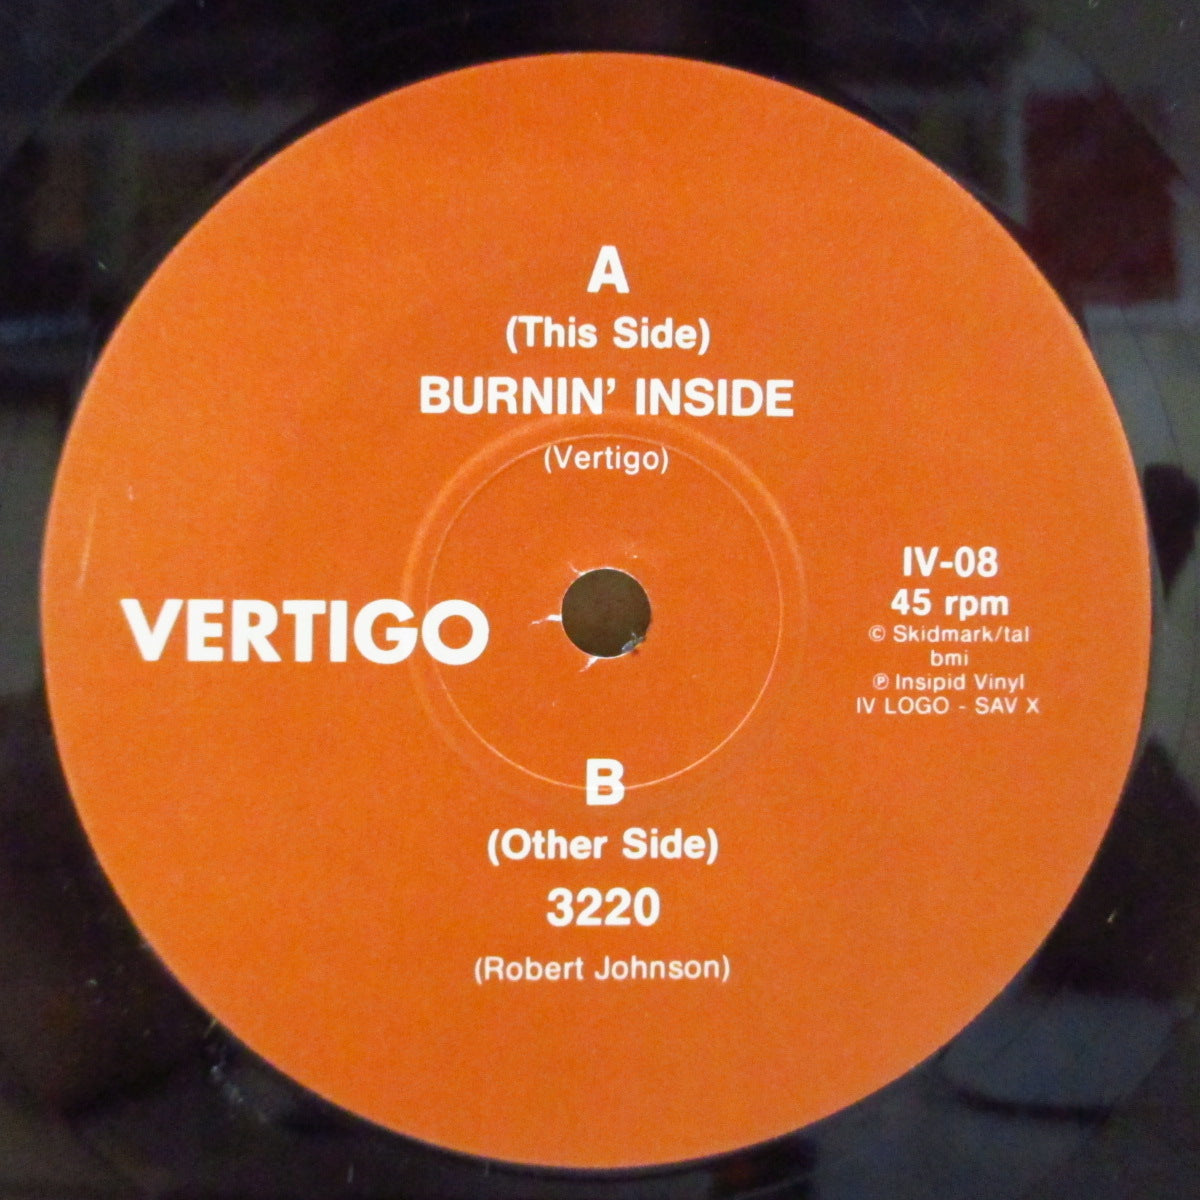 A
(This Side)
BURNIN' INSIDE
(Vertigo)
VERTIGO
IV-08
45 rpm
© Skidmark/tal
bmi
℗ Insipid Vinyl
IV LOGO - SAV X
B
(Other Side)
3220
(Robert Johnson)